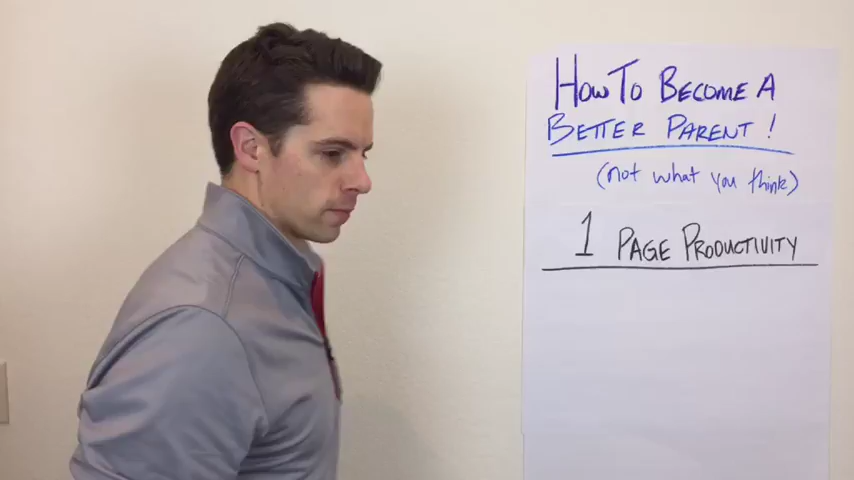 How To Become A
Better Parent!
(not what you think)
1 Page Productivity